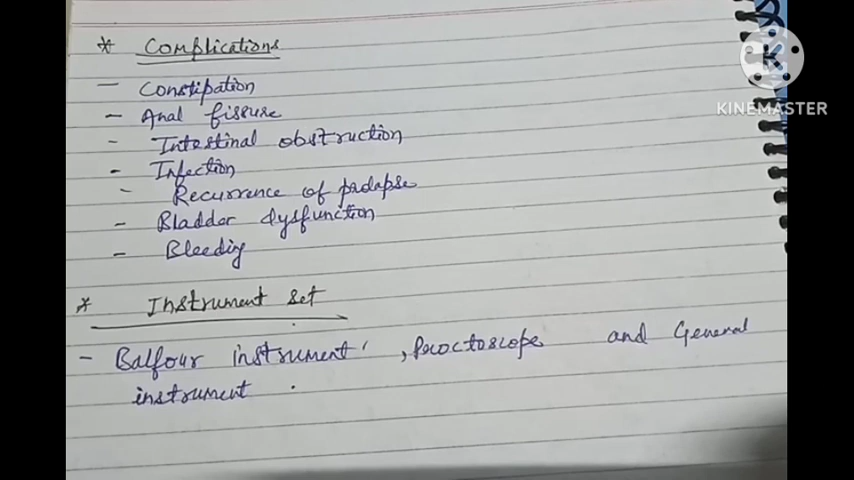 * Complications
- Constipation
- Anal fissure
- Intestinal obstruction
- Infection
- Recurrence of prolapse
- Bladder dysfunction
- Bleeding
* Instrument set
- Balfour instrument, Proctoscope and General
instrument.
KINEMASTER